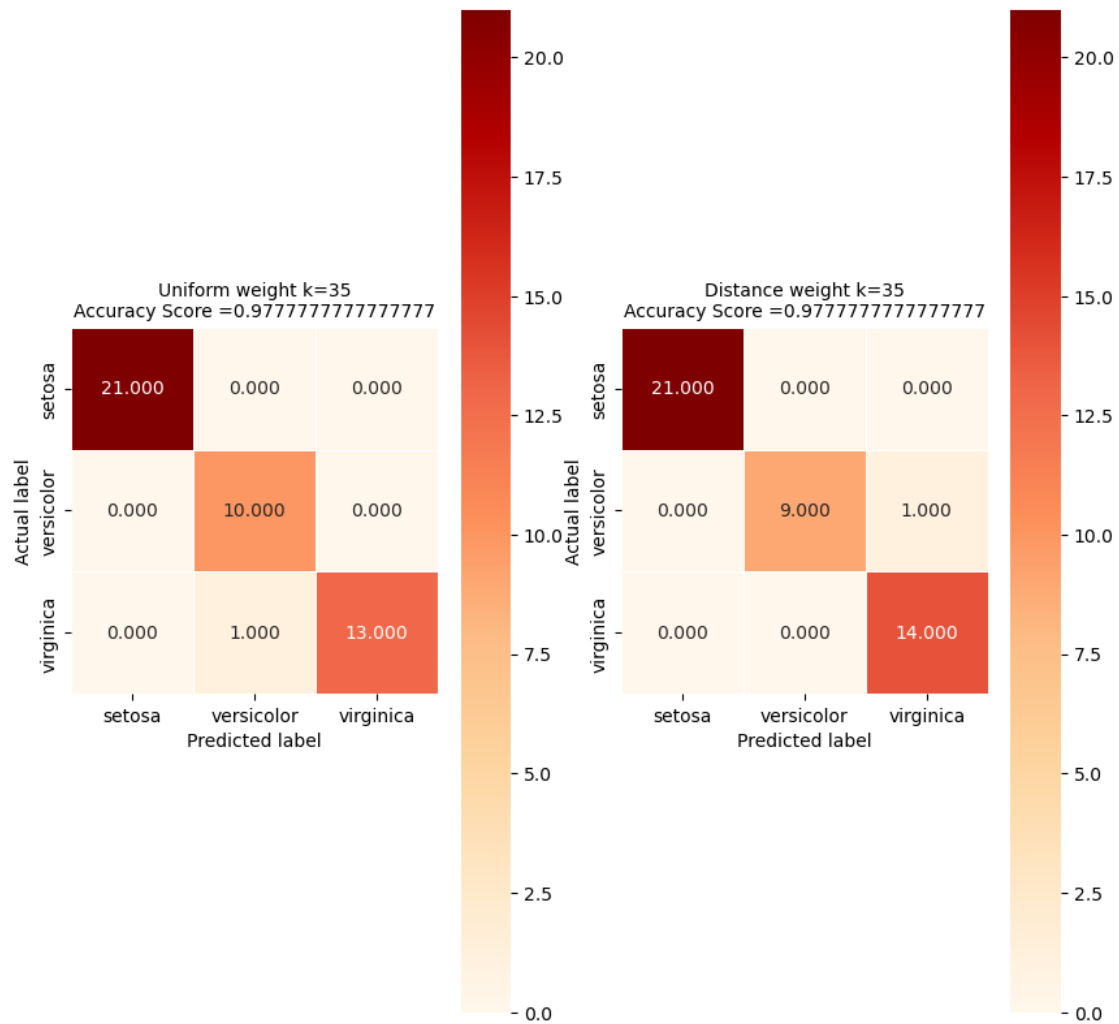 Uniform weight k=35
Accuracy Score =0.9777777777777777
setosa
21.000 0.000 0.000
versicolor
0.000 10.000 0.000
virginica
0.000 1.000 13.000
Actual label
setosa versicolor virginica
Predicted label
20.0
17.5
15.0
12.5
10.0
7.5
5.0
2.5
0.0
Distance weight k=35
Accuracy Score =0.9777777777777777
setosa
21.000 0.000 0.000
versicolor
0.000 9.000 1.000
virginica
0.000 0.000 14.000
Actual label
setosa versicolor virginica
Predicted label
20.0
17.5
15.0
12.5
10.0
7.5
5.0
2.5
0.0